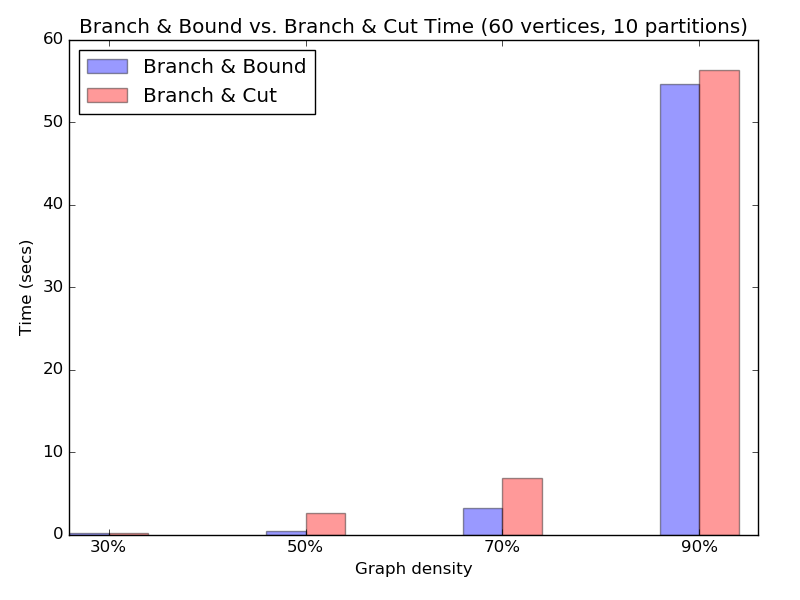 Branch & Bound vs. Branch & Cut Time (60 vertices, 10 partitions)
Branch & Bound
Branch & Cut
60
50
40
30
20
10
0
Time (secs)
30% 50% 70% 90%
Graph density